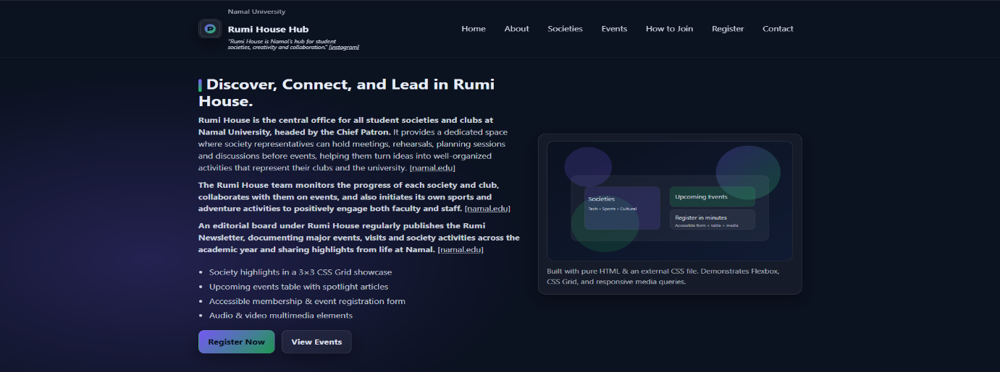 Namal University
Rumi House Hub
"Rumi House is Namal's hub for student
societies, creativity and collaboration." [instagram]
Home About Societies Events How to Join Register Contact
Discover, Connect, and Lead in Rumi
House.
Rumi House is the central office for all student societies and clubs at
Namal University, headed by the Chief Patron. It provides a dedicated space
where society representatives can hold meetings, rehearsals, planning sessions
and discussions before events, helping them turn ideas into well-organized
activities that represent their clubs and the university. [namal.edu]
The Rumi House team monitors the progress of each society and club,
collaborates with them on events, and also initiates its own sports and
adventure activities to positively engage both faculty and staff. [namal.edu]
An editorial board under Rumi House regularly publishes the Rumi
Newsletter, documenting major events, visits and society activities across the
academic year and sharing highlights from life at Namal. [namal.edu]
• Society highlights in a 3×3 CSS Grid showcase
• Upcoming events table with spotlight articles
• Accessible membership & event registration form
• Audio & video multimedia elements
Register Now View Events
Societies
Tech • Sports • Cultural
Upcoming Events
Register in minutes
Accessible form + table + media
Built with pure HTML & an external CSS file. Demonstrates Flexbox,
CSS Grid, and responsive media queries.